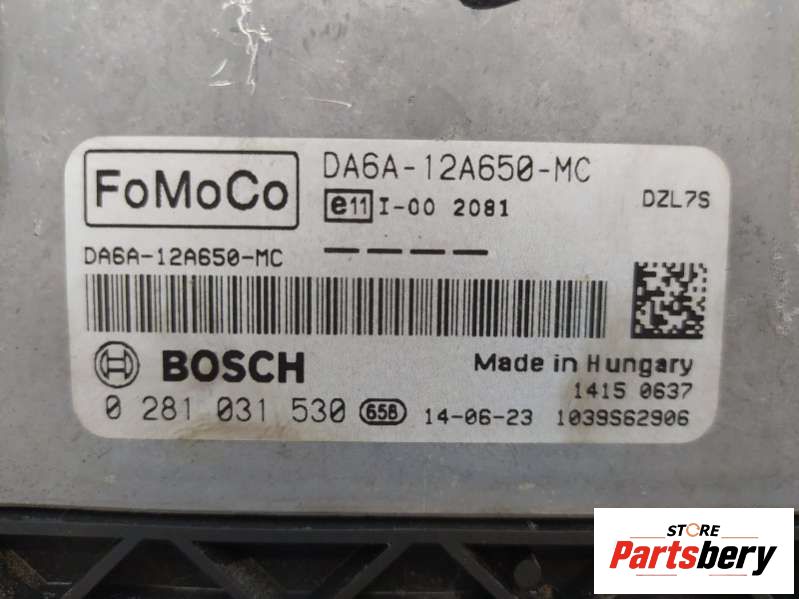 FoMoCo
DA6A-12A650-MC
e11 I-00 2081
DZL7S
DA6A-12A650-MC
BOSCH
Made in Hungary
1415 0637
0 281 031 530 658 14-06-23 1039S62906
STORE
Partsbery